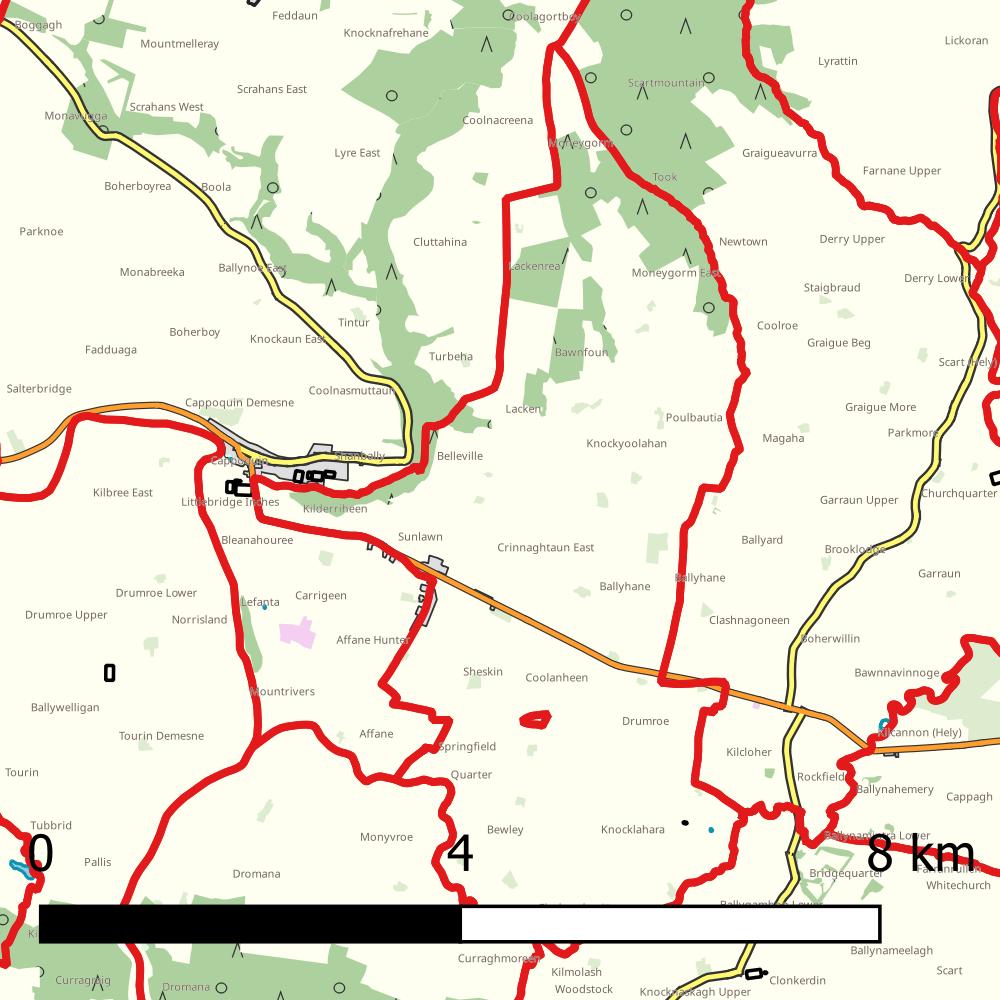 Boggagh
Feddaun
Coolagortboy
Knocknafrehane
Mountmelleray
Lickoran
Lyrattin
Scartmountain
Scrahans East
Scrahans West
Monavugga
Coolnacreena
Moneygorm
Lyre East
Graigueavurra
Farnane Upper
Took
Boherboyrea
Boola
Parknoe
Cluttahina
Newtown
Derry Upper
Monabreeka
Ballynoe East
Lackenrea
Moneygorm East
Derry Lower
Staigbraud
Tintur
Coolroe
Boherboy
Knockaun East
Graigue Beg
Fadduaga
Turbeha
Bawnfoun
Scart (Hely)
Salterbridge
Coolnasmuttaun
Cappoquin Demesne
Lacken
Graigue More
Poulbautia
Parkmore
Magaha
Knockyoolahan
Cappoquin
Shanbally
Belleville
Kilbree East
Churchquarter
Littlebridge Inches
Kilderriheen
Garraun Upper
Bleanahouree
Sunlawn
Crinnaghtaun East
Ballyard
Brooklodge
Garraun
Drumroe Lower
Carrigeen
Ballyhane
Ballyhane
Lefanta
Drumroe Upper
Norrisland
Clashnagoneen
Affane Hunter
Boherwillin
Sheskin
Coolanheen
Bawnnavinnoge
Mountrivers
Ballywelligan
Drumroe
Tourin Demesne
Affane
Springfield
Kilcannon (Hely)
Kilcloher
Tourin
Quarter
Rockfield
Ballynahemery
Cappagh
Tubbrid
Monyvroe
Bewley
Knocklahara
Ballynamintra Lower
0
4
8 km
Pallis
Dromana
Bridgequarter
Whitechurch
Curraghmoreen
Ballynameelagh
Kilmolash
Scart
Curragraig
Dromana
Woodstock
Knocknaskagh Upper
Clonkerdin